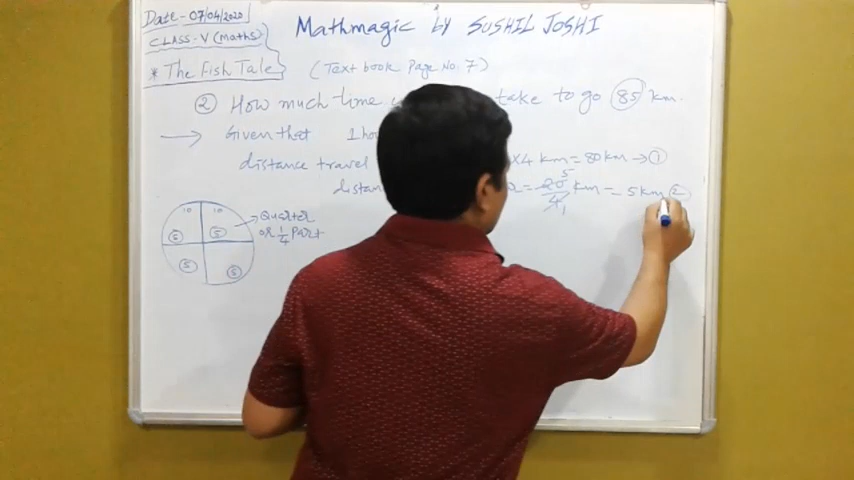 Date - 07/04/2020
Mathmagic by SUSHIL JOSHI
CLASS-V (Maths)
* The Fish Tale
(Text book Page No. 7)
② How much time take to go 85 km.
Given that 1 hou
distance travel ×4 km = 80 km → ①
distan = 20/4 km = 5 km ②
5
1
10 10
5 5
5 5
Quarter
OR 1/4 Part